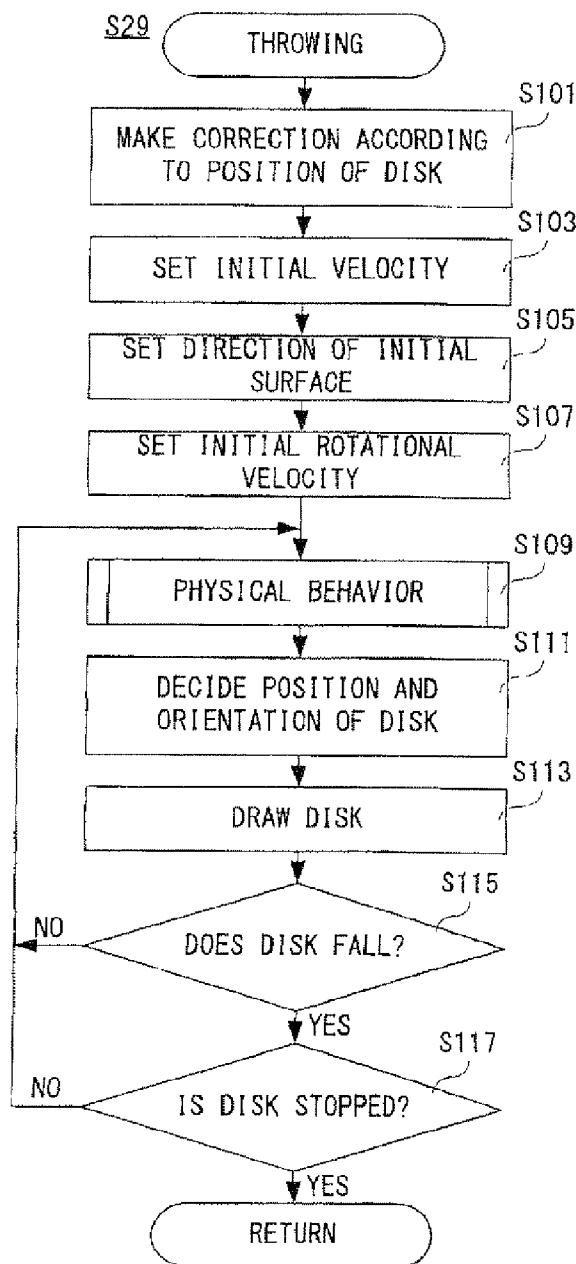 S29
THROWING
S101
MAKE CORRECTION ACCORDING
TO POSITION OF DISK
S103
SET INITIAL VELOCITY
S105
SET DIRECTION OF INITIAL
SURFACE
S107
SET INITIAL ROTATIONAL
VELOCITY
S109
PHYSICAL BEHAVIOR
S111
DECIDE POSITION AND
ORIENTATION OF DISK
S113
DRAW DISK
S115
NO
DOES DISK FALL?
YES
S117
NO
IS DISK STOPPED?
YES
RETURN